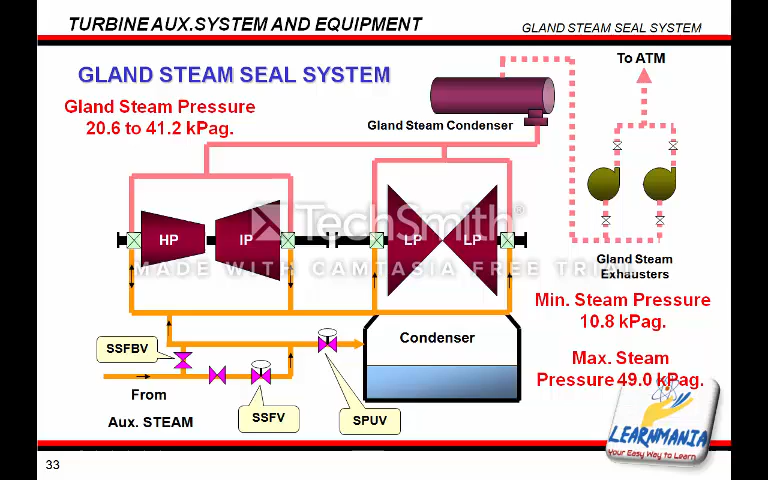 TURBINE AUX.SYSTEM AND EQUIPMENT
GLAND STEAM SEAL SYSTEM
GLAND STEAM SEAL SYSTEM
Gland Steam Pressure
20.6 to 41.2 kPag.
To ATM
Gland Steam Condenser
TechSmith®
MADE WITH CAMTASIA FREE TRIAL
HP
IP
LP
LP
Gland Steam
Exhausters
Min. Steam Pressure
10.8 kPag.
Max. Steam
Pressure 49.0 kPag.
Condenser
SSFBV
From
Aux. STEAM
SSFV
SPUV
LEARNMANIA
Your Easy Way to Learn
33